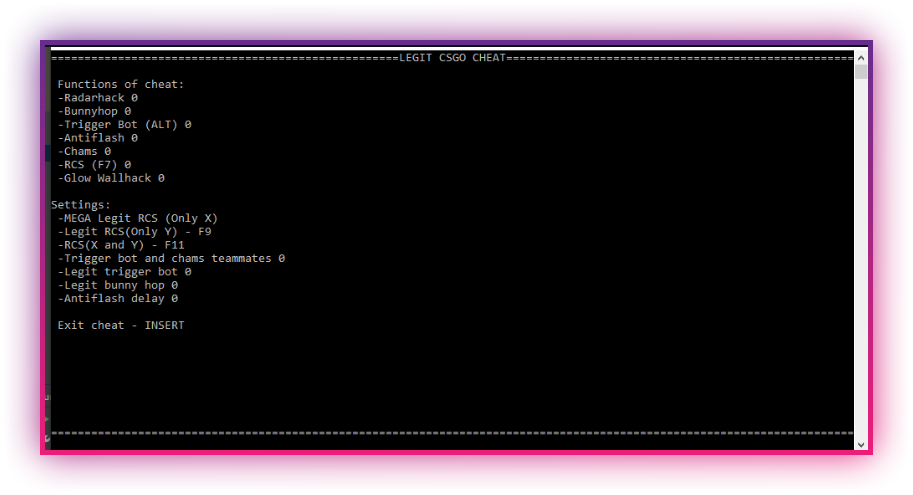 ====================================================LEGIT CSGO CHEAT====================================================
Functions of cheat:
-Radarhack 0
-Bunnyhop 0
-Trigger Bot (ALT) 0
-Antiflash 0
-Chams 0
-RCS (F7) 0
-Glow Wallhack 0
Settings:
-MEGA Legit RCS (Only X)
-Legit RCS(Only Y) - F9
-RCS(X and Y) - F11
-Trigger bot and chams teammates 0
-Legit trigger bot 0
-Legit bunny hop 0
-Antiflash delay 0
Exit cheat - INSERT
========================================================================================================================